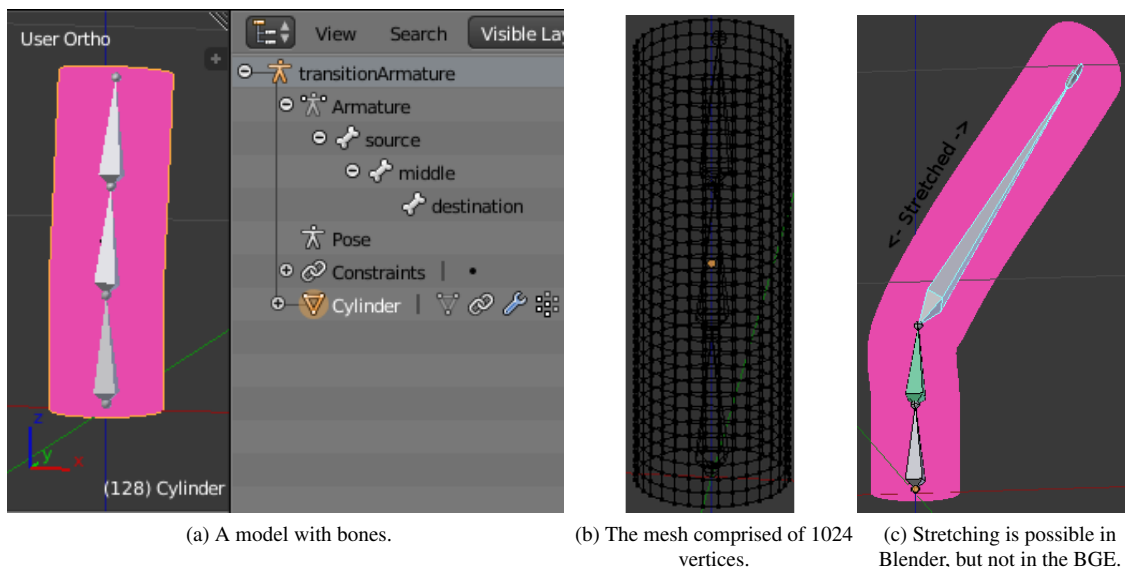 User Ortho
View Search Visible Lay
transitionArmature
Armature
source
middle
destination
Pose
Constraints
Cylinder
z
y
x
(128) Cylinder
<- Stretched ->
(a) A model with bones.
(b) The mesh comprised of 1024
vertices.
(c) Stretching is possible in
Blender, but not in the BGE.